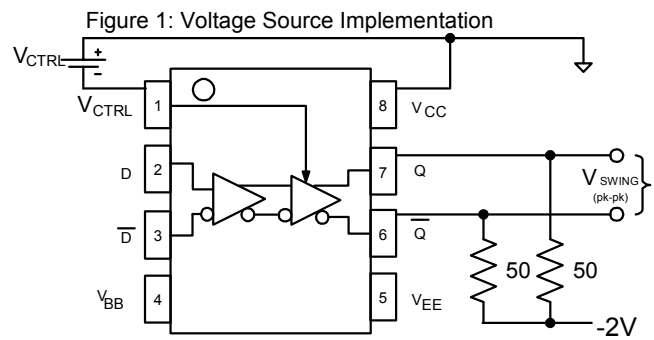 Figure 1: Voltage Source Implementation
VCTRL
+
-
VCTRL
1
8
VCC
D
2
7
Q
VSWING
(pk-pk)
D̅
3
6
Q̅
50
50
VBB
4
5
VEE
-2V